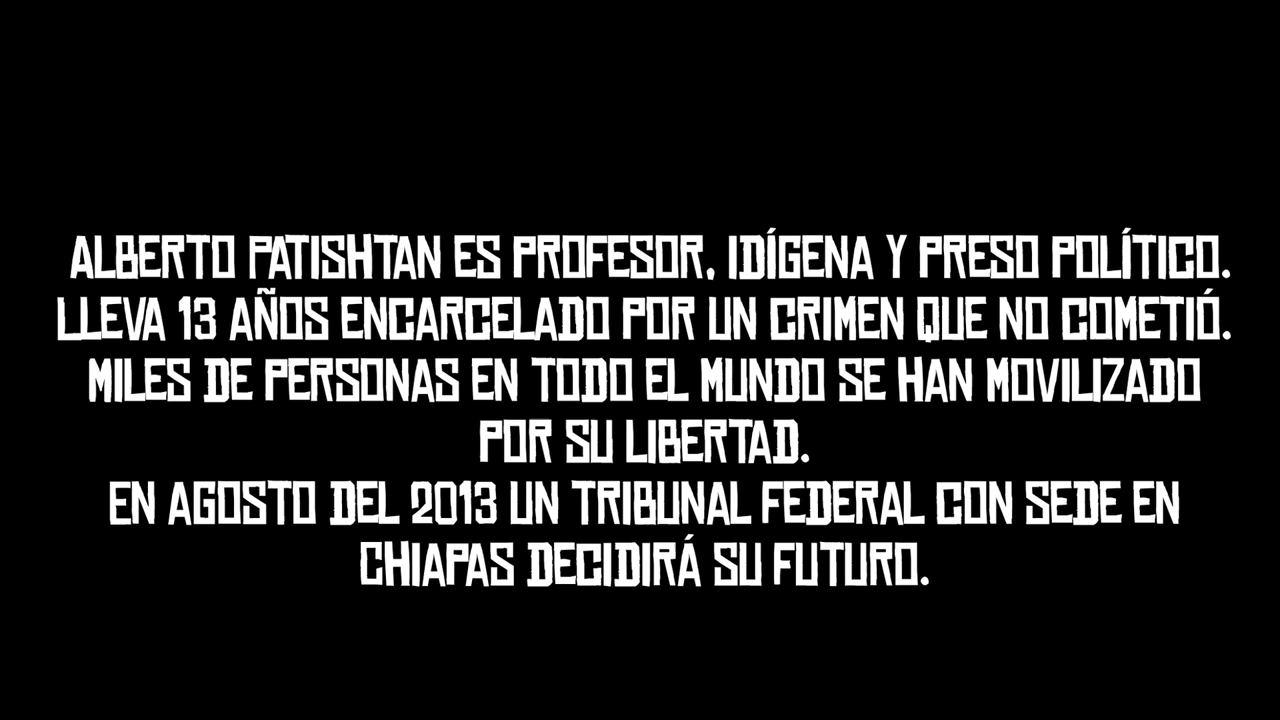 ALBERTO PATISHTAN ES PROFESOR, IDÍGENA Y PRESO POLÍTICO.
LLEVA 13 AÑOS ENCARCELADO POR UN CRIMEN QUE NO COMETIÓ.
MILES DE PERSONAS EN TODO EL MUNDO SE HAN MOVILIZADO
POR SU LIBERTAD.
EN AGOSTO DEL 2013 UN TRIBUNAL FEDERAL CON SEDE EN
CHIAPAS DECIDIRÁ SU FUTURO.